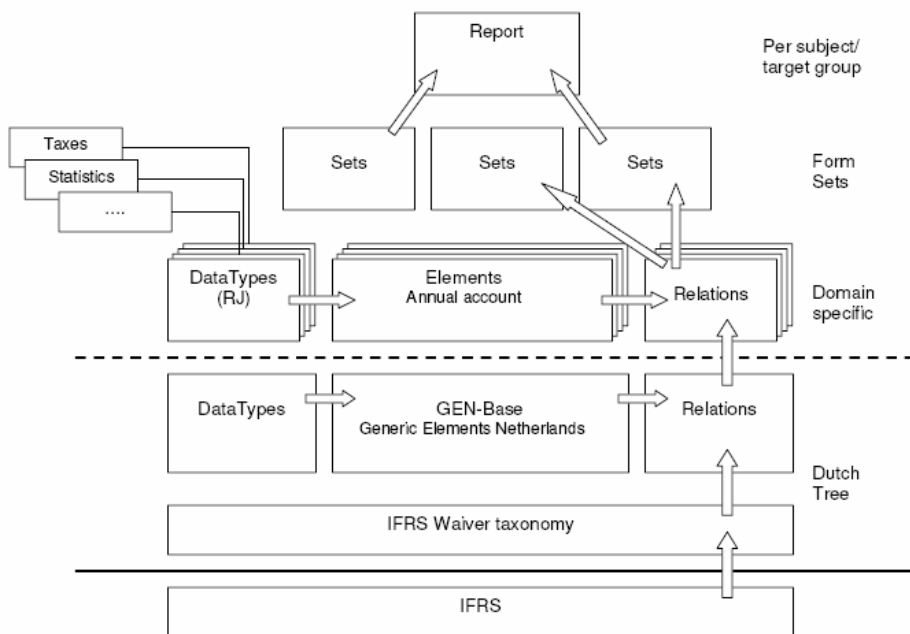 Report
Per subject/
target group
Taxes
Statistics
....
Sets
Sets
Sets
Form
Sets
DataTypes
(RJ)
Elements
Annual account
Relations
Domain
specific
DataTypes
GEN-Base
Generic Elements Netherlands
Relations
Dutch
Tree
IFRS Waiver taxonomy
IFRS